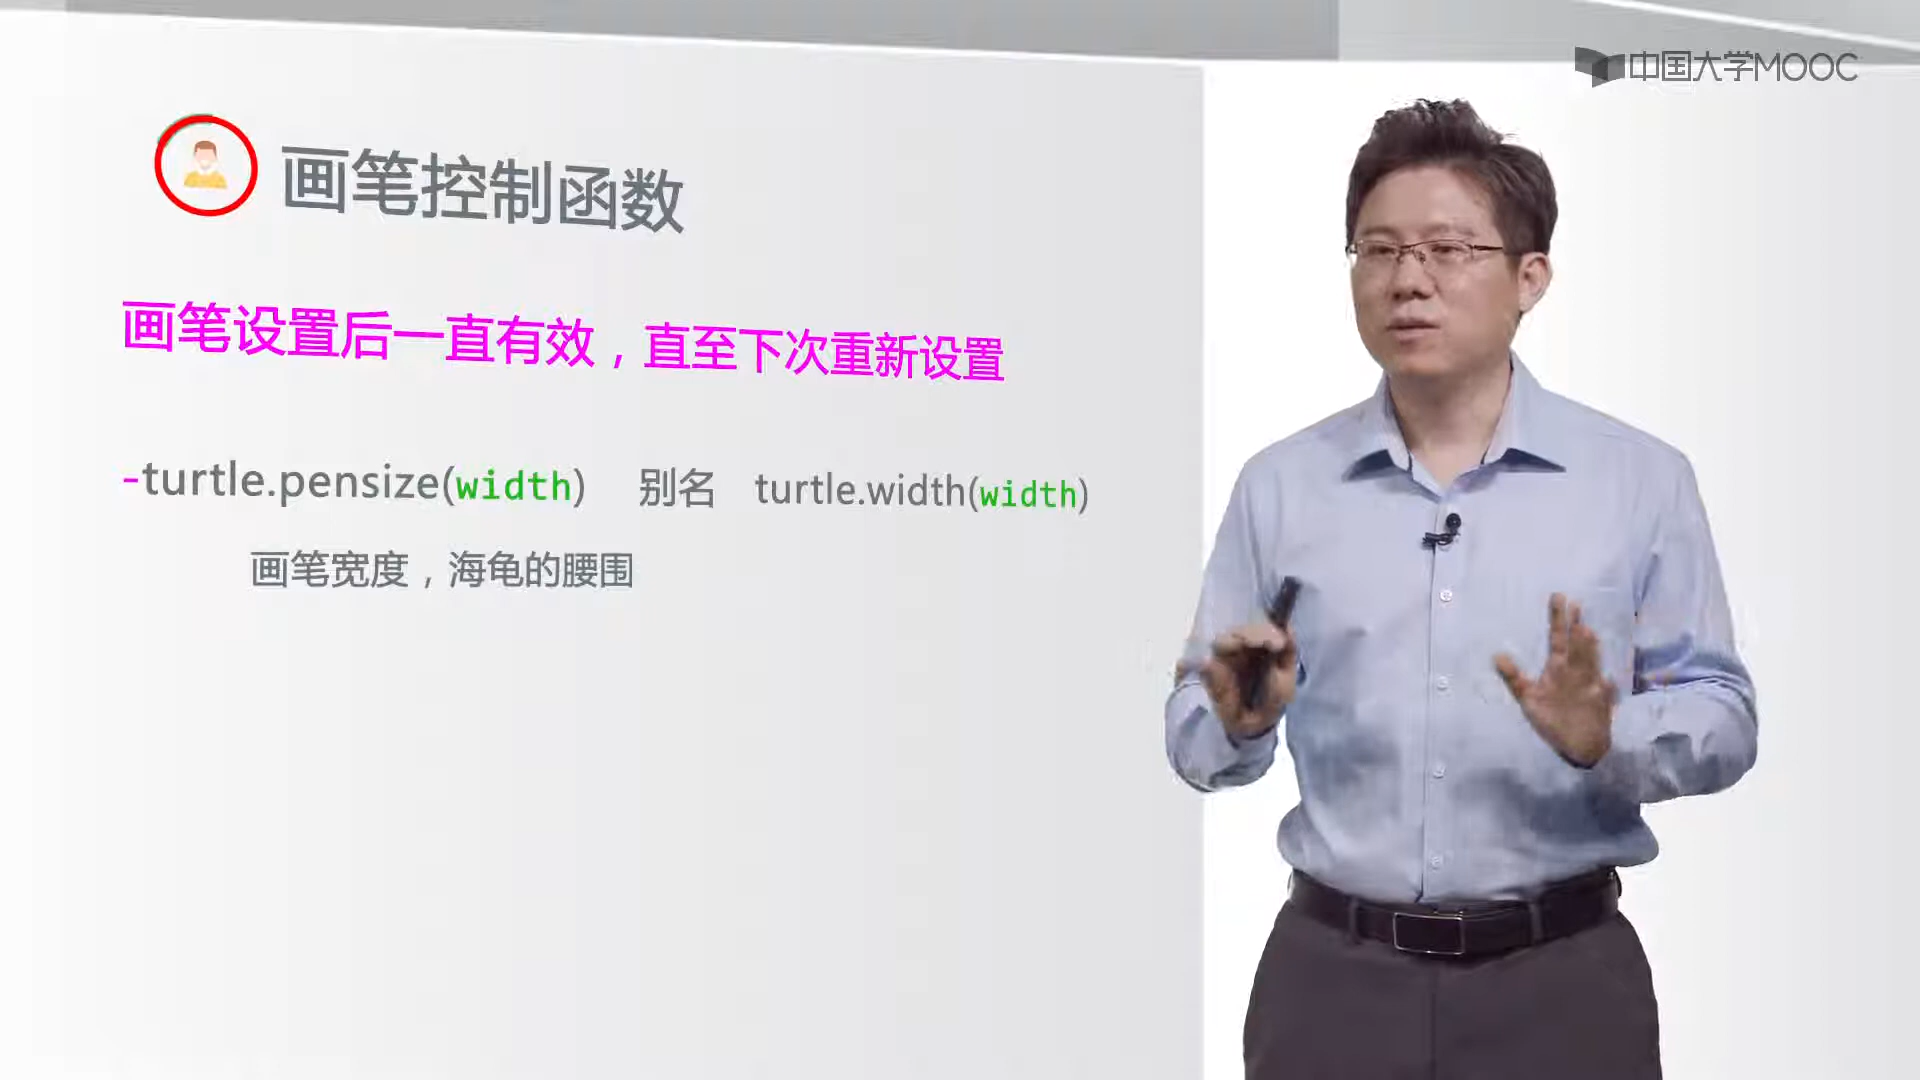 中国大学MOOC
画笔控制函数
画笔设置后一直有效，直至下次重新设置
-turtle.pensize(width) 别名 turtle.width(width)
画笔宽度，海龟的腰围